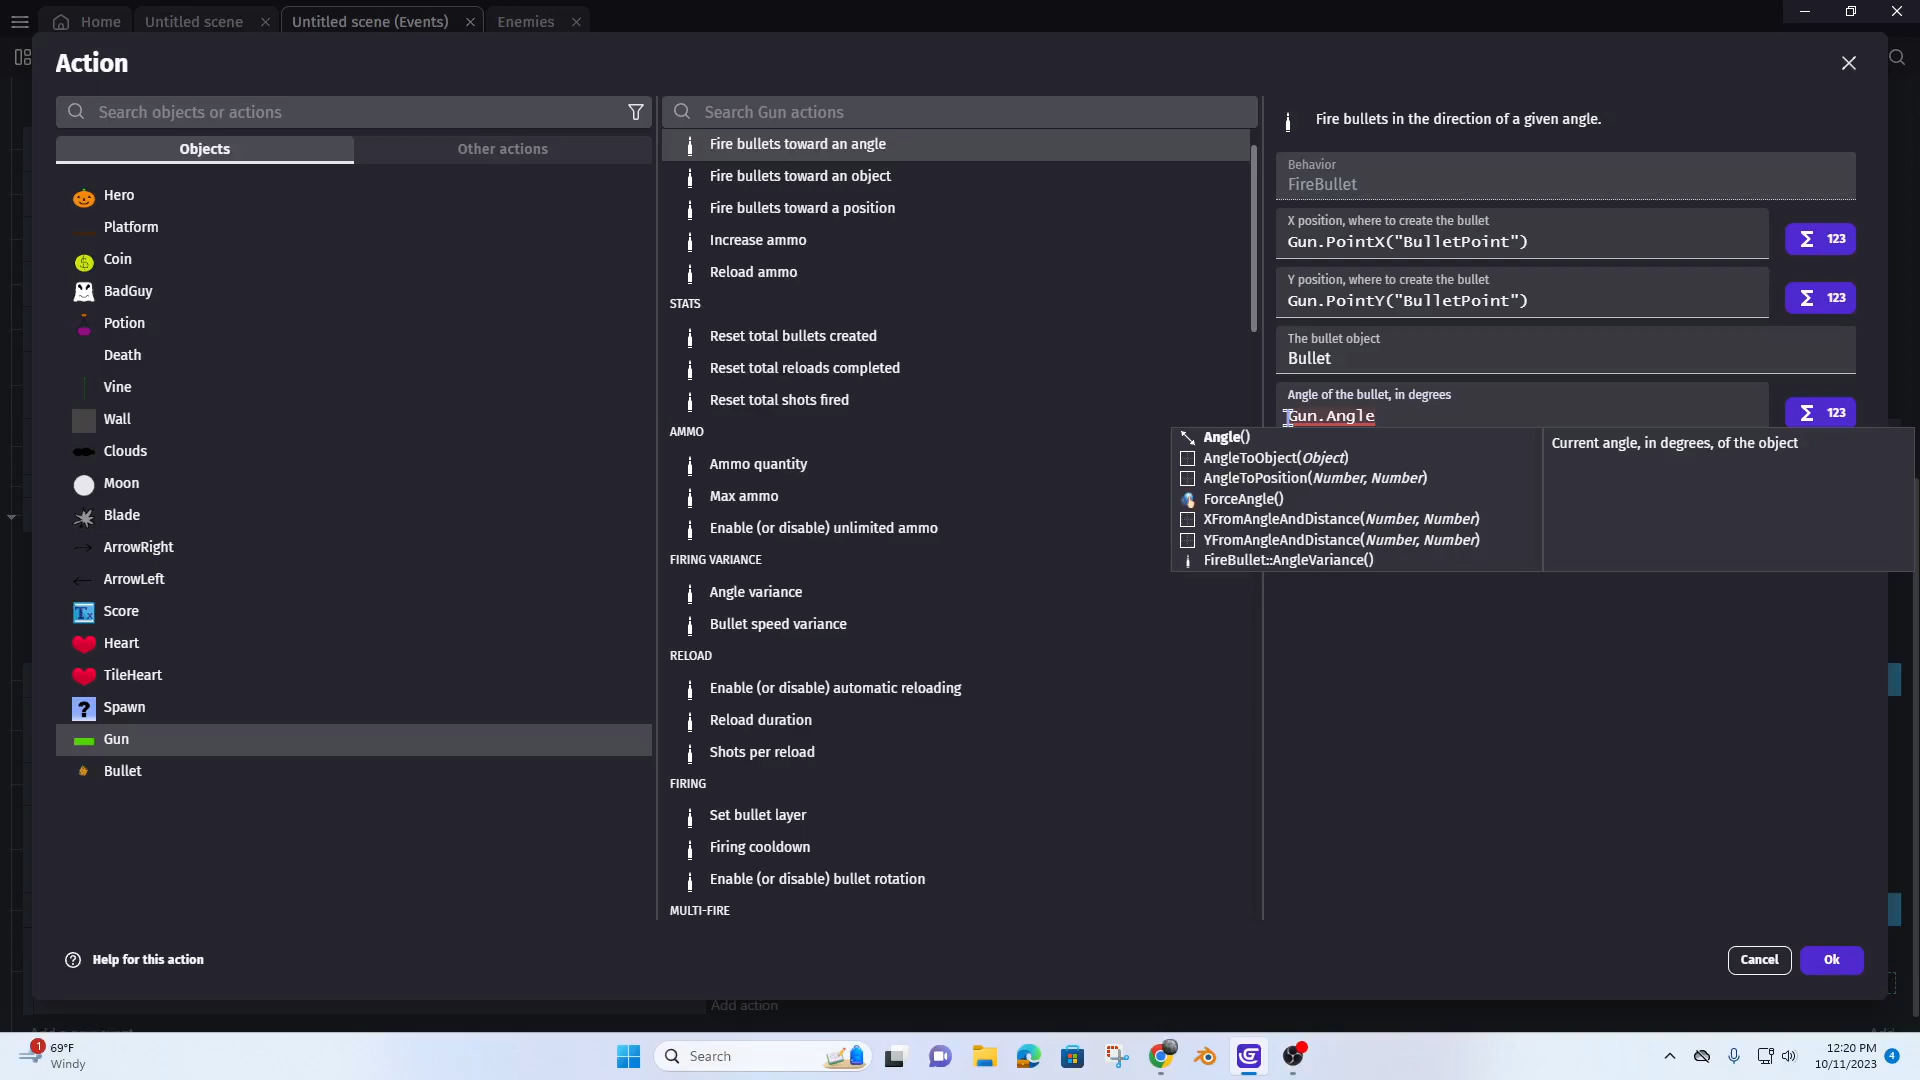 Home
Untitled scene
Untitled scene (Events)
Enemies
Action
Search objects or actions
Objects
Other actions
Hero
Platform
Coin
BadGuy
Potion
Death
Vine
Wall
Clouds
Moon
Blade
ArrowRight
ArrowLeft
Score
Heart
TileHeart
Spawn
Gun
Bullet
Search Gun actions
Fire bullets toward an angle
Fire bullets toward an object
Fire bullets toward a position
Increase ammo
Reload ammo
STATS
Reset total bullets created
Reset total reloads completed
Reset total shots fired
AMMO
Ammo quantity
Max ammo
Enable (or disable) unlimited ammo
FIRING VARIANCE
Angle variance
Bullet speed variance
RELOAD
Enable (or disable) automatic reloading
Reload duration
Shots per reload
FIRING
Set bullet layer
Firing cooldown
Enable (or disable) bullet rotation
MULTI-FIRE
Fire bullets in the direction of a given angle.
Behavior
FireBullet
X position, where to create the bullet
Gun.PointX("BulletPoint")
Σ 123
Y position, where to create the bullet
Gun.PointY("BulletPoint")
Σ 123
The bullet object
Bullet
Angle of the bullet, in degrees
Gun.Angle
Σ 123
Angle()
AngleToObject(Object)
AngleToPosition(Number, Number)
ForceAngle()
XFromAngleAndDistance(Number, Number)
YFromAngleAndDistance(Number, Number)
FireBullet::AngleVariance()
Current angle, in degrees, of the object
Help for this action
Cancel
Ok
Add action
1
69°F
Windy
Search
12:20 PM
10/11/2023
4